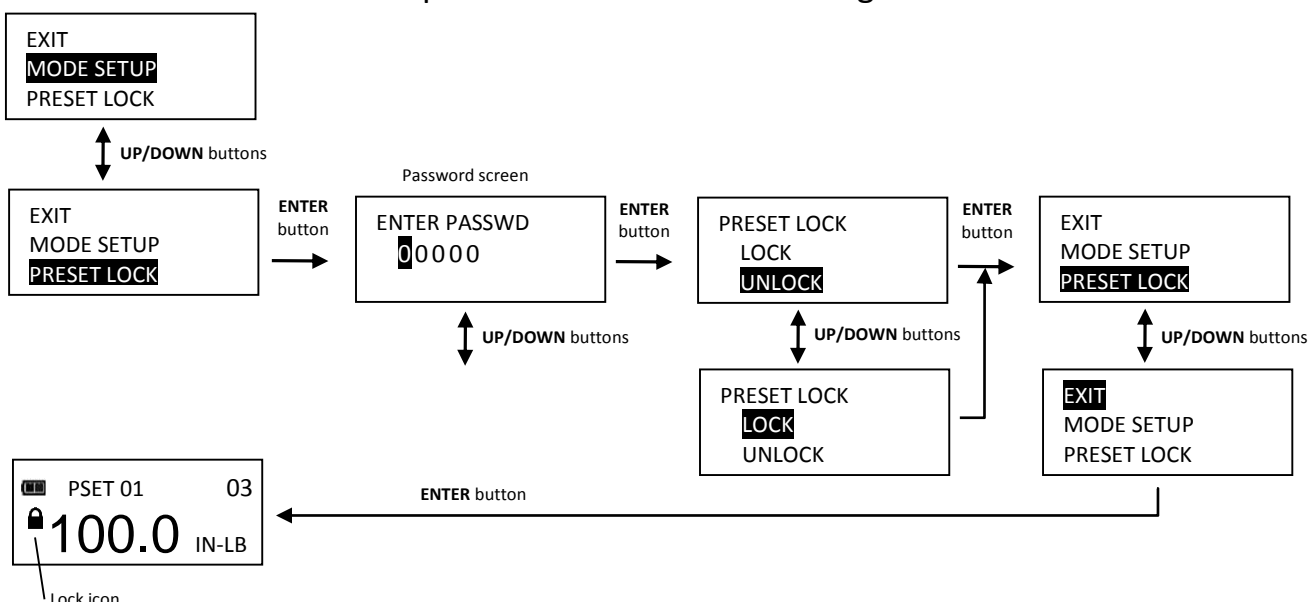 EXIT
MODE SETUP
PRESET LOCK
UP/DOWN buttons
EXIT
MODE SETUP
PRESET LOCK
ENTER
button
Password screen
ENTER PASSWD
00000
UP/DOWN buttons
ENTER
button
PRESET LOCK
LOCK
UNLOCK
UP/DOWN buttons
PRESET LOCK
LOCK
UNLOCK
ENTER
button
EXIT
MODE SETUP
PRESET LOCK
UP/DOWN buttons
EXIT
MODE SETUP
PRESET LOCK
ENTER button
PSET 01 03
100.0 IN-LB
Lock icon